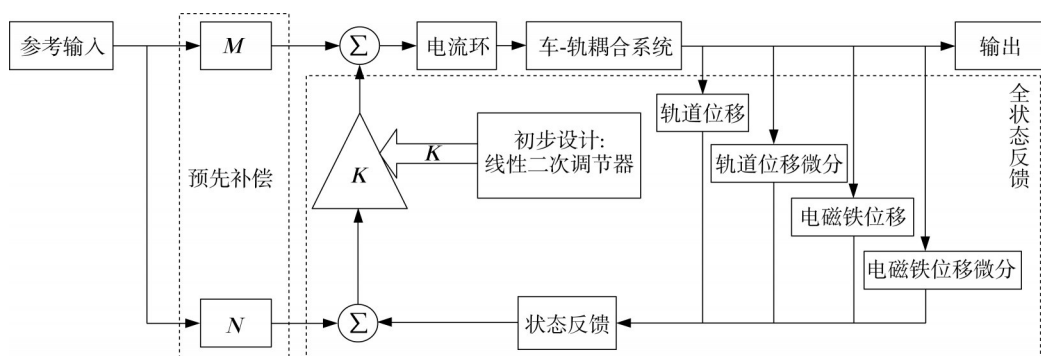 参考输入
M
Σ
电流环
车-轨耦合系统
输出
全状态反馈
轨道位移
初步设计:
线性二次调节器
K
K
轨道位移微分
预先补偿
电磁铁位移
电磁铁位移微分
N
Σ
状态反馈